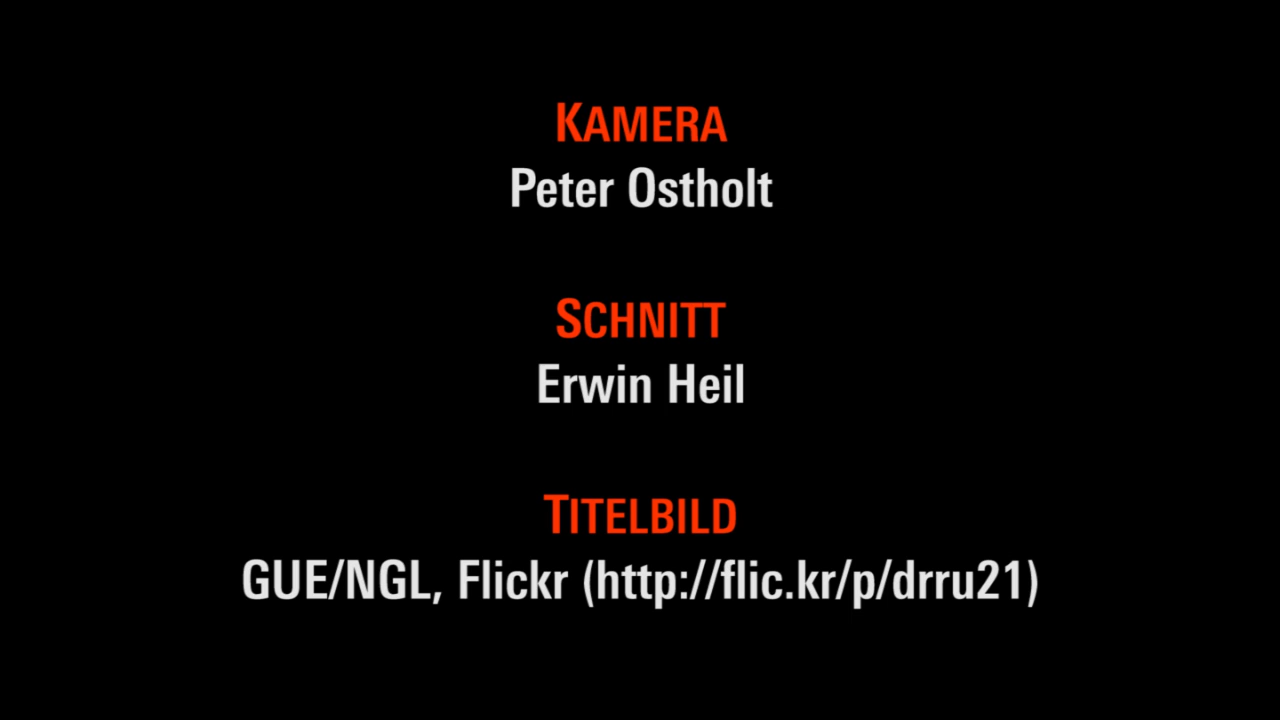 KAMERA
Peter Ostholt
SCHNITT
Erwin Heil
TITELBILD
GUE/NGL, Flickr (http://flic.kr/p/drru21)